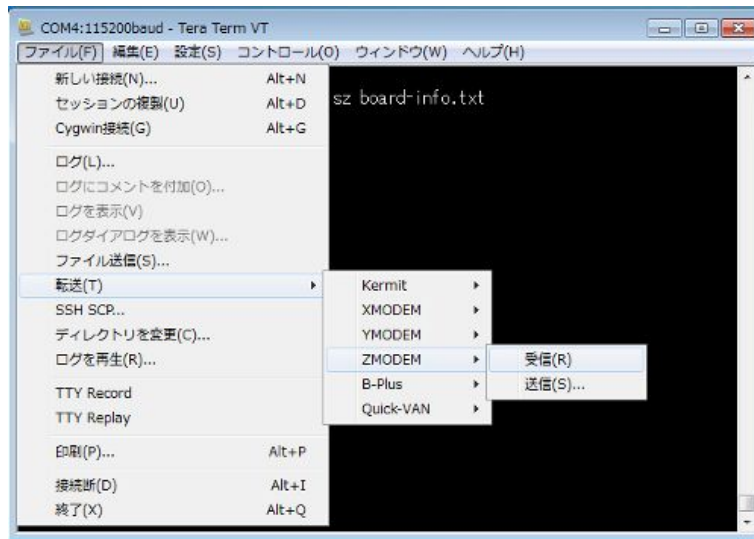 COM4:115200baud - Tera Term VT
ファイル(F) 編集(E) 設定(S) コントロール(O) ウィンドウ(W) ヘルプ(H)
新しい接続(N)... Alt+N
セッションの複製(U) Alt+D
sz board-info.txt
Cygwin接続(G) Alt+G
ログ(L)...
ログにコメントを付加(O)...
ログを表示(V)
ログダイアログを表示(W)...
ファイル送信(S)...
転送(T)
Kermit
SSH SCP...
XMODEM
ディレクトリを変更(C)...
YMODEM
ログを再生(R)...
ZMODEM
受信(R)
B-Plus
送信(S)...
TTY Record
Quick-VAN
TTY Replay
印刷(P)... Alt+P
接続断(D) Alt+I
終了(X) Alt+Q